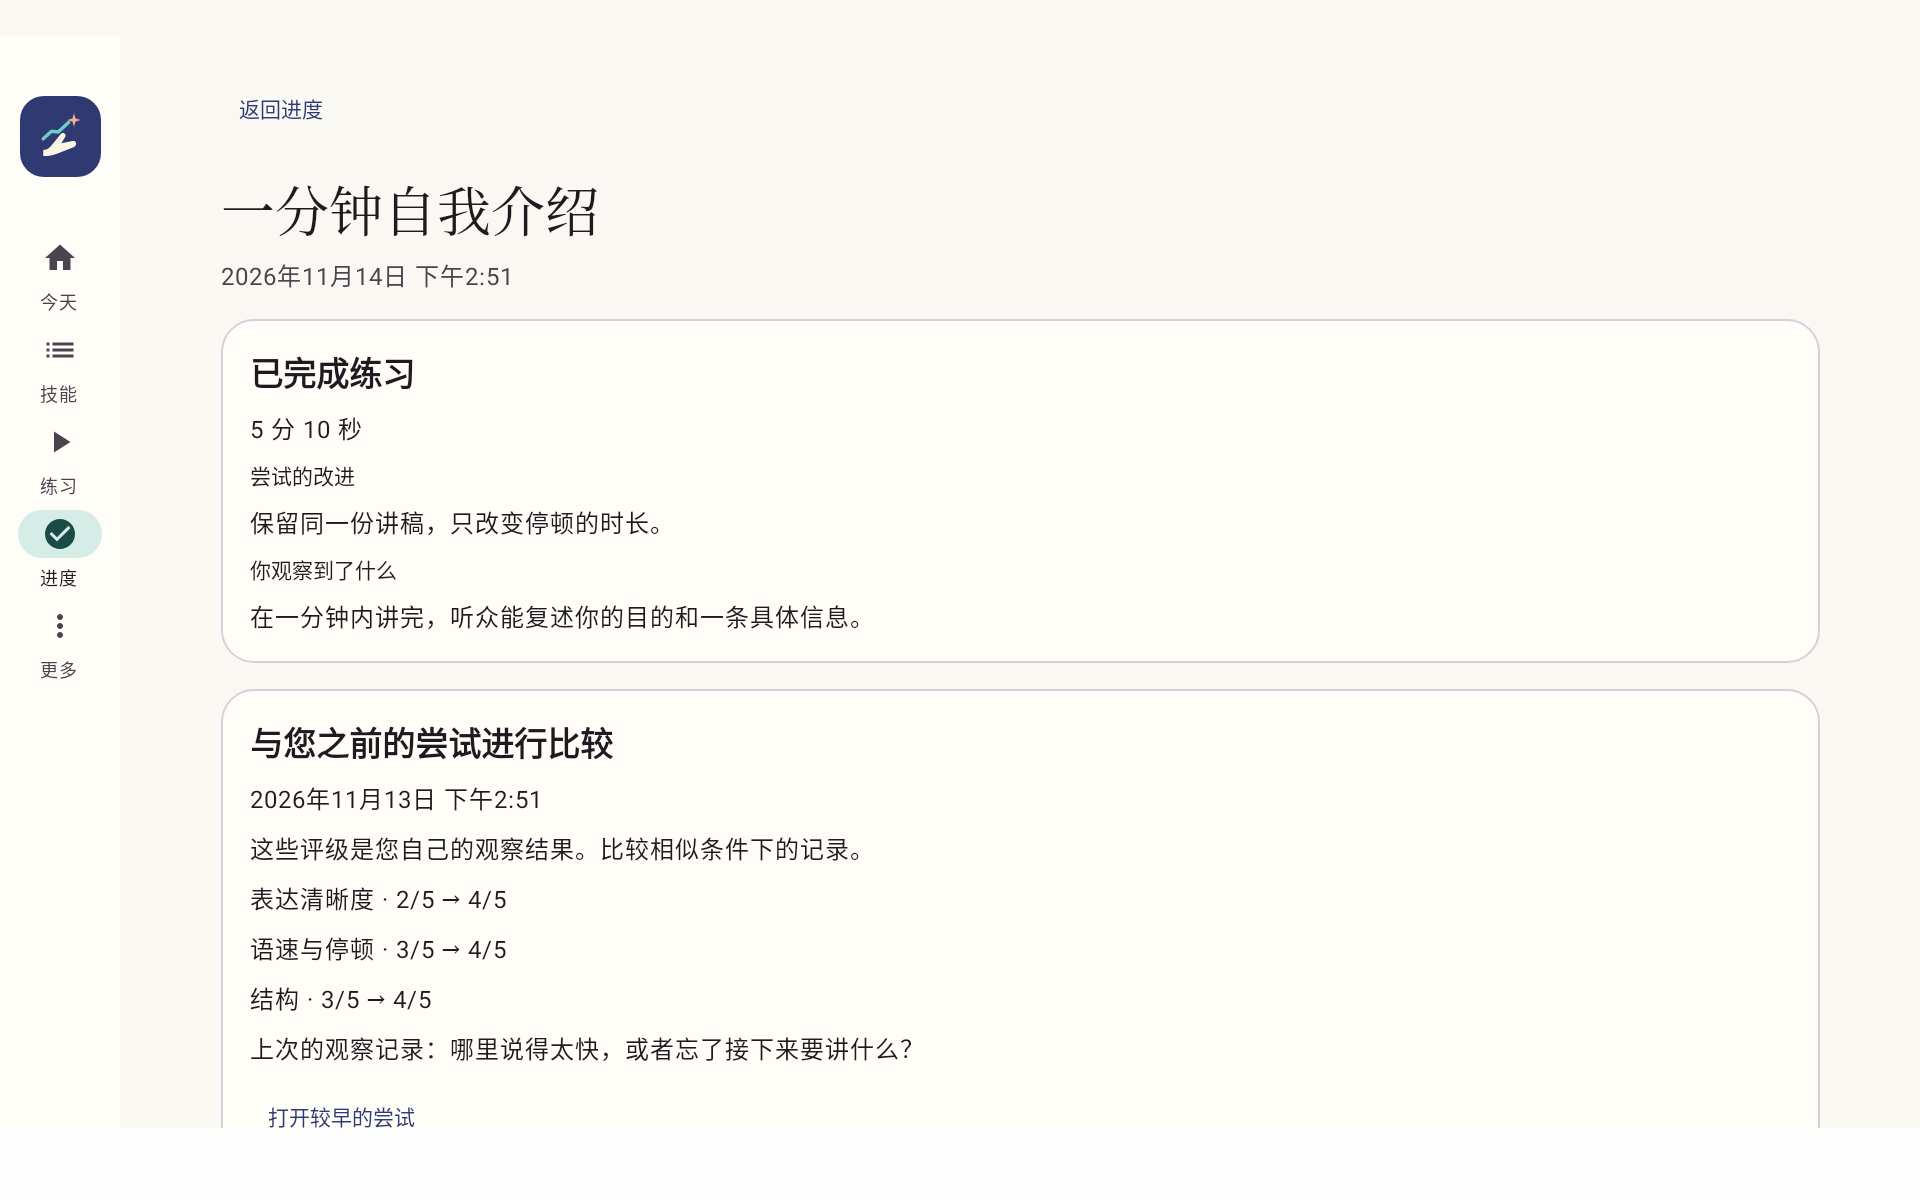 返回进度
今天
技能
练习
进度
更多
一分钟自我介绍
2026年11月14日 下午2:51
已完成练习
5 分 10 秒
尝试的改进
保留同一份讲稿，只改变停顿的时长。
你观察到了什么
在一分钟内讲完，听众能复述你的目的和一条具体信息。
与您之前的尝试进行比较
2026年11月13日 下午2:51
这些评级是您自己的观察结果。比较相似条件下的记录。
表达清晰度 · 2/5 → 4/5
语速与停顿 · 3/5 → 4/5
结构 · 3/5 → 4/5
上次的观察记录：哪里说得太快，或者忘了接下来要讲什么？
打开较早的尝试